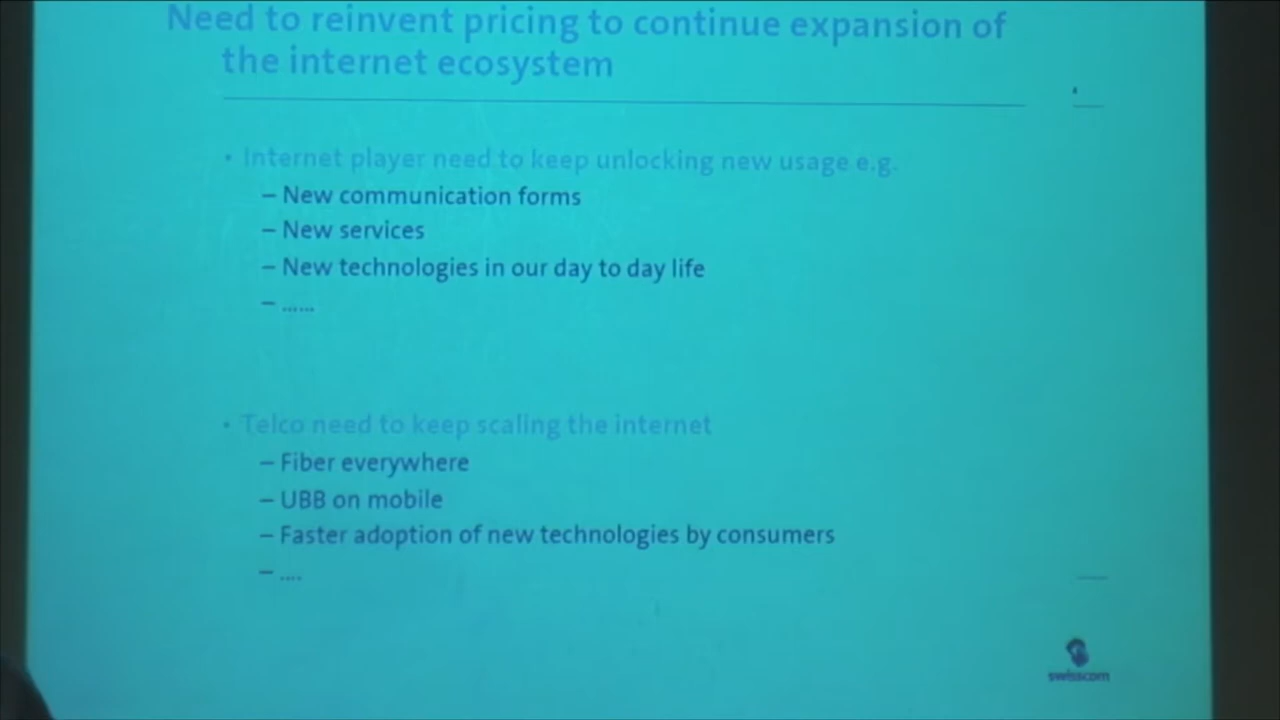 Need to reinvent pricing to continue expansion of
the internet ecosystem
• Internet player need to keep unlocking new usage e.g.
– New communication forms
– New services
– New technologies in our day to day life
– ......
• Telco need to keep scaling the internet
– Fiber everywhere
– UBB on mobile
– Faster adoption of new technologies by consumers
– ....
swisscom